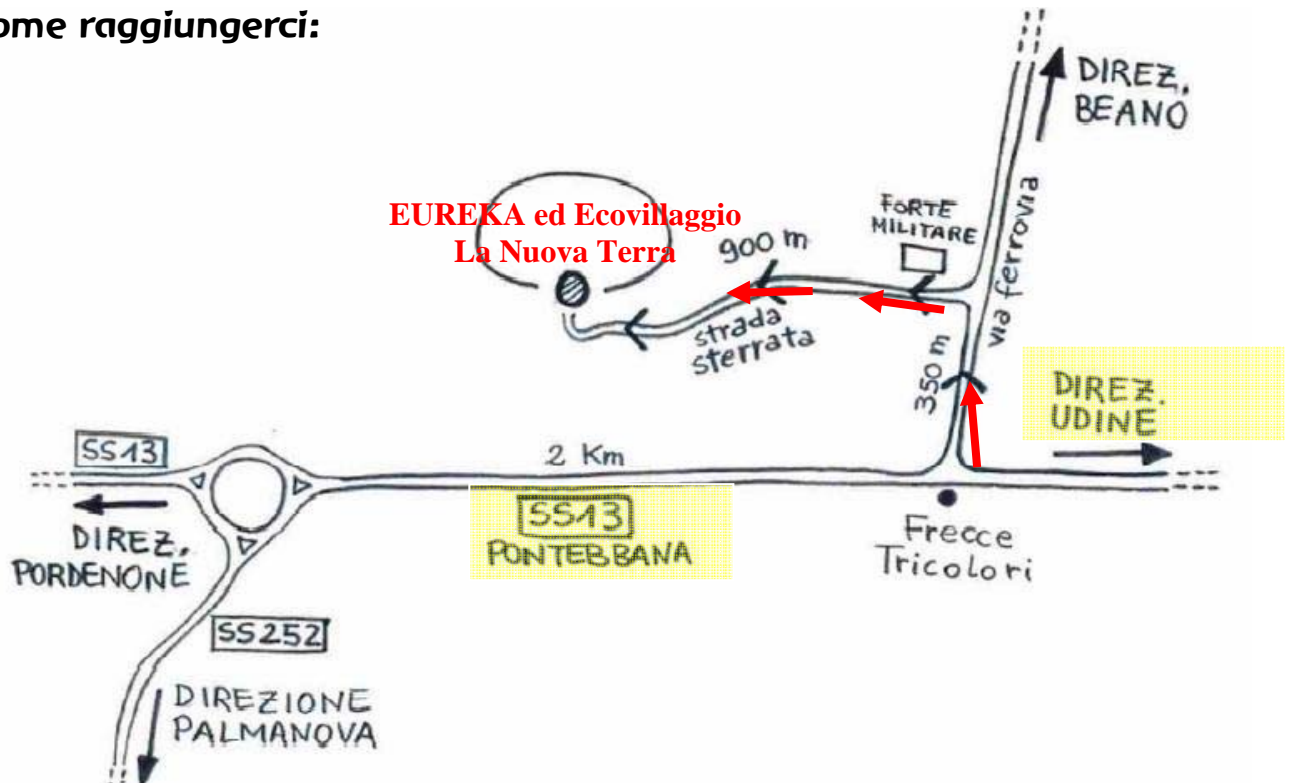 ome raggiungerci:
DIREZ.
BEANO
EUREKA ed Ecovillaggio
La Nuova Terra
FORTE
MILITARE
900 m
strada
sterrata
via ferrovia
350 m
DIREZ.
UDINE
SS13
2 Km
SS13
PONTEBBANA
DIREZ.
PORDENONE
Frecce
Tricolori
SS252
DIREZIONE
PALMANOVA